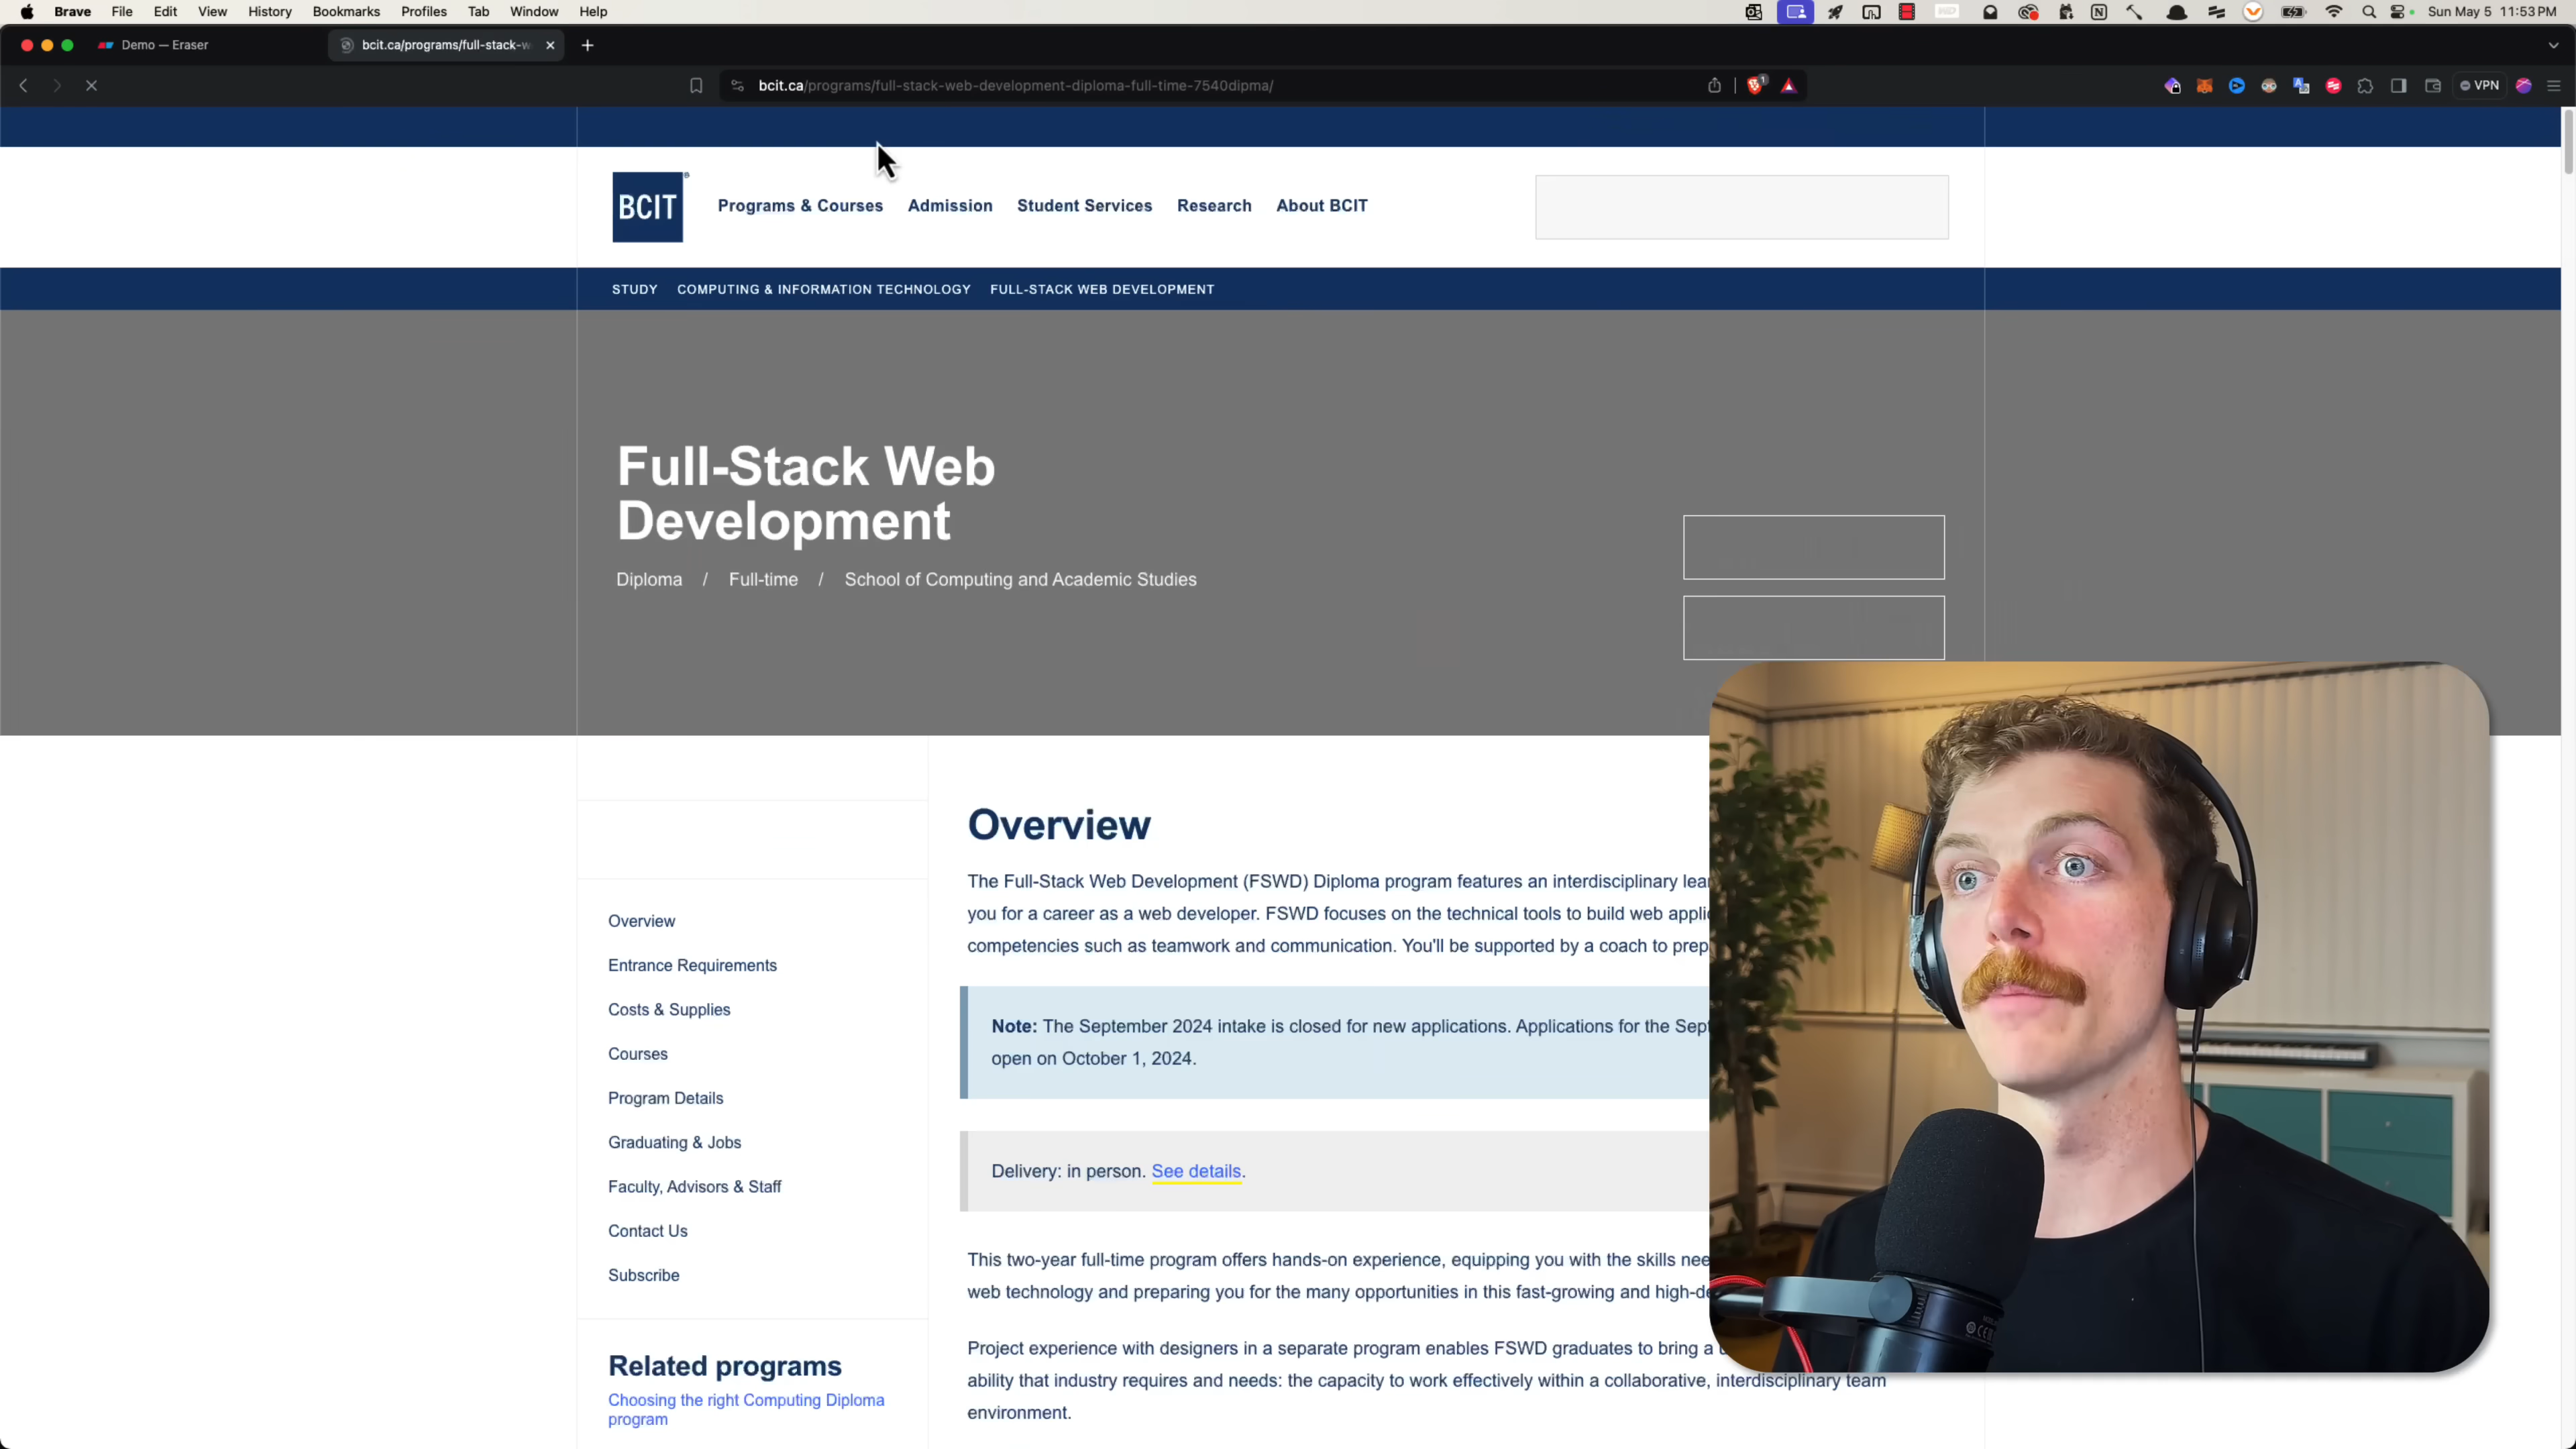 Brave File Edit View History Bookmarks Profiles Tab Window Help
Sun May 5 11:53 PM
Demo — Eraser
bcit.ca/programs/full-stack-w
bcit.ca/programs/full-stack-web-development-diploma-full-time-7540dipma/
1
VPN
BCIT®
Programs & Courses Admission Student Services Research About BCIT
STUDY COMPUTING & INFORMATION TECHNOLOGY FULL-STACK WEB DEVELOPMENT
Full-Stack Web
Development
Diploma / Full-time / School of Computing and Academic Studies
Overview
Entrance Requirements
Costs & Supplies
Courses
Program Details
Graduating & Jobs
Faculty, Advisors & Staff
Contact Us
Subscribe
Related programs
Choosing the right Computing Diploma
program
Overview
The Full-Stack Web Development (FSWD) Diploma program features an interdisciplinary
you for a career as a web developer. FSWD focuses on the technical tools to build web
competencies such as teamwork and communication. You'll be supported by a coach to
Note: The September 2024 intake is closed for new applications. Applications for the
open on October 1, 2024.
Delivery: in person. See details.
This two-year full-time program offers hands-on experience, equipping you with the skills
web technology and preparing you for the many opportunities in this fast-growing and
Project experience with designers in a separate program enables FSWD graduates to bring a
ability that industry requires and needs: the capacity to work effectively within a collaborative, interdisciplinary team
environment.